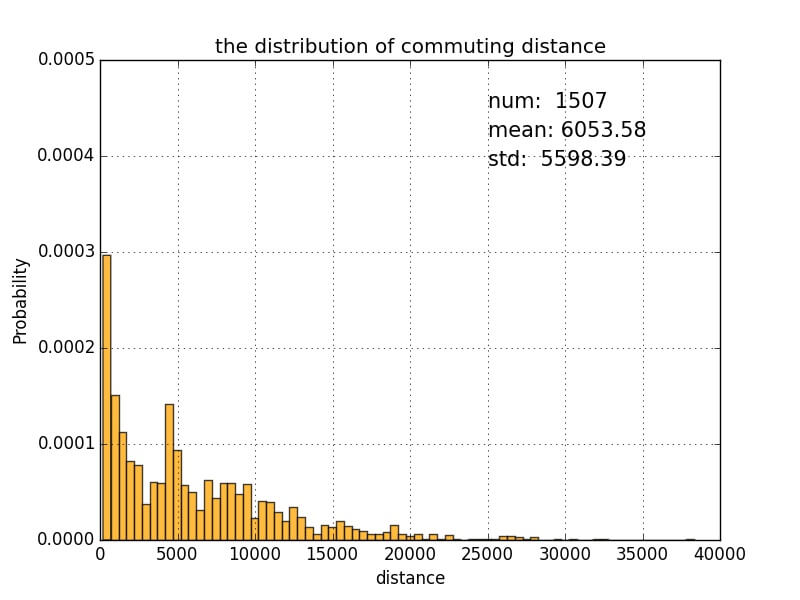 the distribution of commuting distance
num: 1507
mean: 6053.58
std: 5598.39
Probability
0.0005
0.0004
0.0003
0.0002
0.0001
0.0000
0 5000 10000 15000 20000 25000 30000 35000 40000
distance